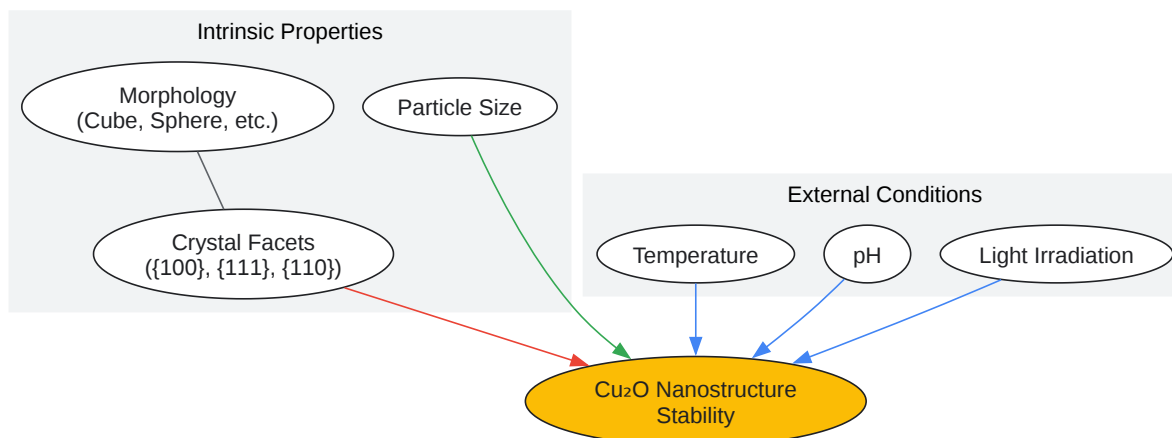 Intrinsic Properties
Morphology
(Cube, Sphere, etc.)
Particle Size
Crystal Facets
({100}, {111}, {110})
External Conditions
Temperature
pH
Light Irradiation
Cu₂O Nanostructure
Stability